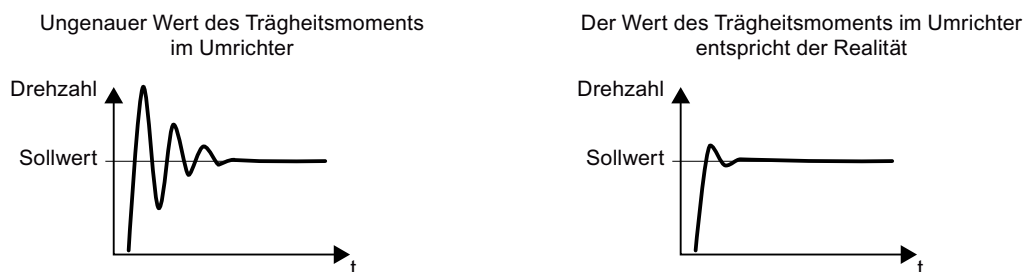 Ungenauer Wert des Trägheitsmoments
im Umrichter
Drehzahl
Sollwert
t
Der Wert des Trägheitsmoments im Umrichter
entspricht der Realität
Drehzahl
Sollwert
t